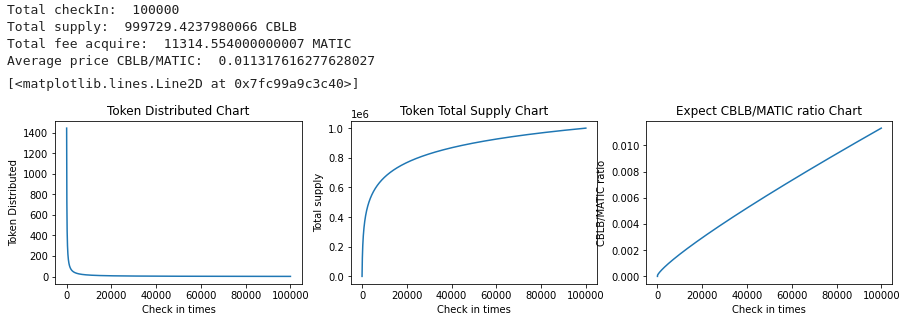 Total checkIn:  100000
Total supply:  999729.4237980066 CBLB
Total fee acquire:  11314.554000000007 MATIC
Average price CBLB/MATIC:  0.011317616277628027
[<matplotlib.lines.Line2D at 0x7fc99a9c3c40>]
Token Distributed Chart
Token Distributed
1400
1200
1000
800
600
400
200
0
0 20000 40000 60000 80000 100000
Check in times
Token Total Supply Chart
1e6
Total supply
1.0
0.8
0.6
0.4
0.2
0.0
0 20000 40000 60000 80000 100000
Check in times
Expect CBLB/MATIC ratio Chart
CBLB/MATIC ratio
0.010
0.008
0.006
0.004
0.002
0.000
0 20000 40000 60000 80000 100000
Check in times